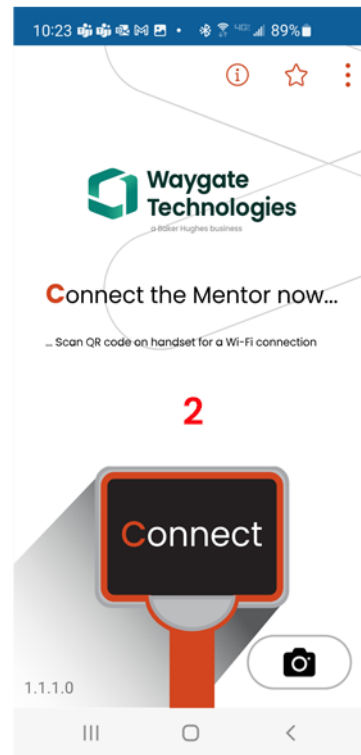 10:23
4GE
89%
Waygate
Technologies
a Baker Hughes business
Connect the Mentor now...
... Scan QR code on handset for a Wi-Fi connection
2
Connect
1.1.1.0